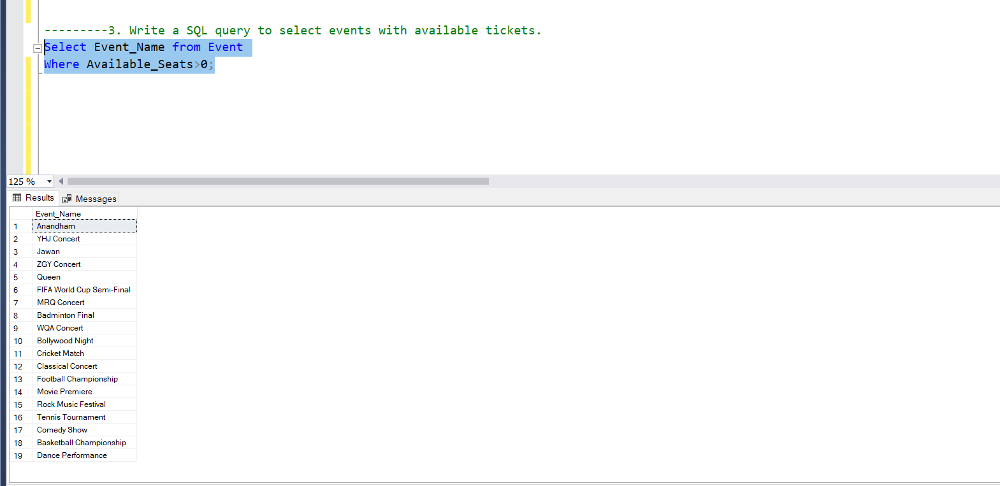 ---------3. Write a SQL query to select events with available tickets.
Select Event_Name from Event
Where Available_Seats>0;
125 %
Results Messages
Event_Name
1 Anandham
2 YHJ Concert
3 Jawan
4 ZGY Concert
5 Queen
6 FIFA World Cup Semi-Final
7 MRQ Concert
8 Badminton Final
9 WQA Concert
10 Bollywood Night
11 Cricket Match
12 Classical Concert
13 Football Championship
14 Movie Premiere
15 Rock Music Festival
16 Tennis Tournament
17 Comedy Show
18 Basketball Championship
19 Dance Performance